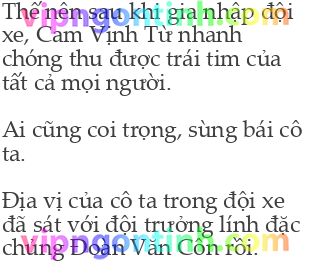 Thế nên sau khi gia nhập đội
xe, Cam Vịnh Tư nhanh
chóng thu được trái tim của
tất cả mọi người.
Ai cũng coi trọng, sùng bái cô
ta.
Địa vị của cô ta trong đội xe
đã sát với đội trưởng lính đặc
chủng Đoàn Văn Côn rồi.
vipngontinh.com
vipngontinh.com